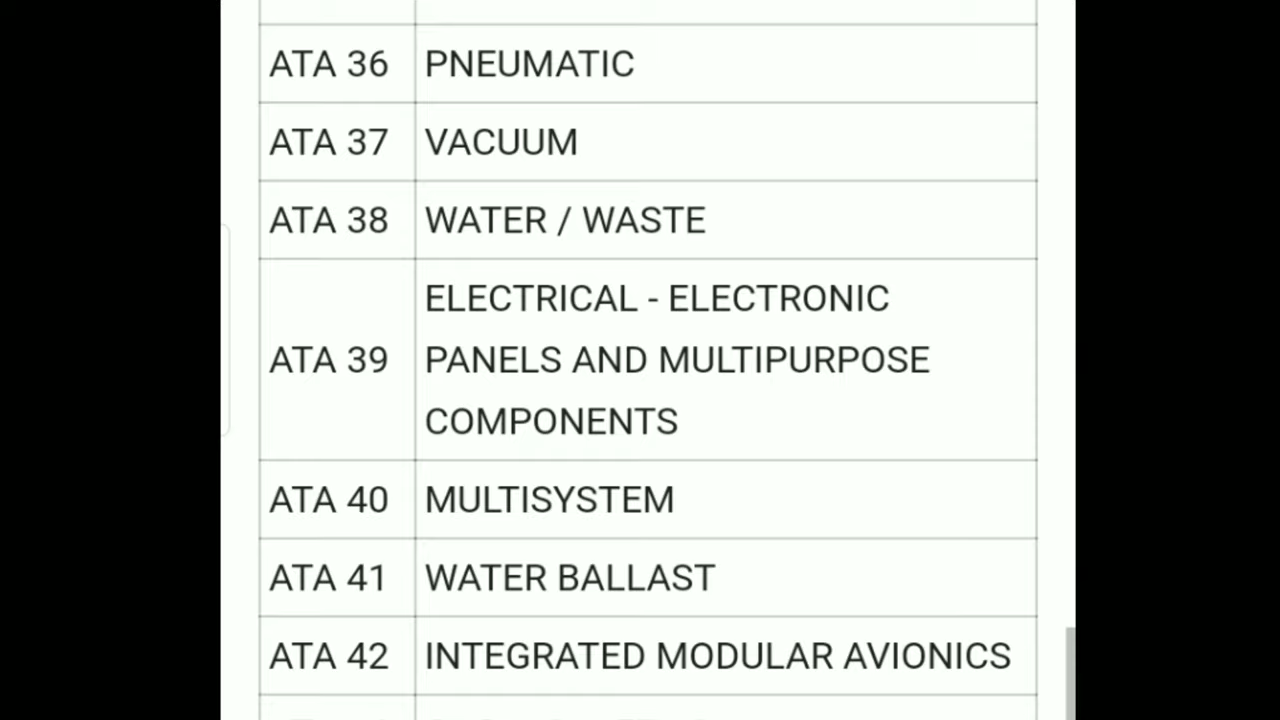 ATA 36 PNEUMATIC
ATA 37 VACUUM
ATA 38 WATER / WASTE
ATA 39 ELECTRICAL - ELECTRONIC
PANELS AND MULTIPURPOSE
COMPONENTS
ATA 40 MULTISYSTEM
ATA 41 WATER BALLAST
ATA 42 INTEGRATED MODULAR AVIONICS